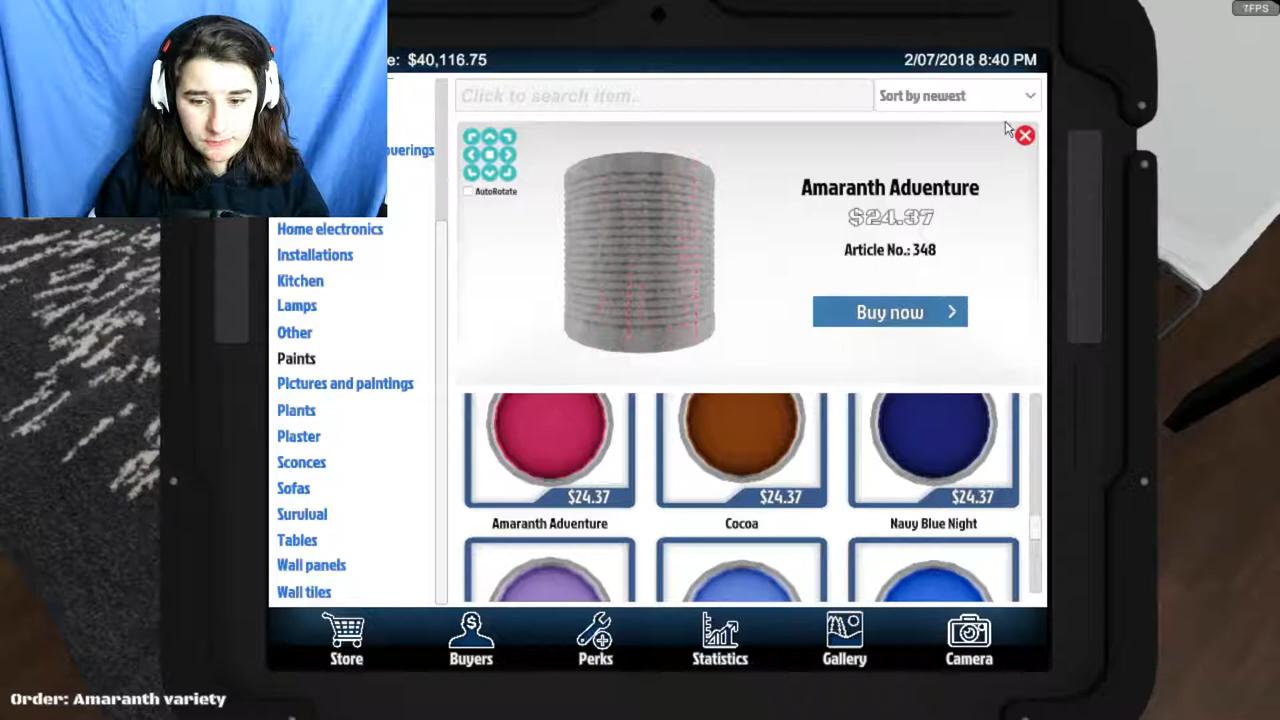 7FPS
e: $40,116.75
2/07/2018 8:40 PM
Click to search item..
Sort by newest
overings
AutoRotate
Amaranth Adventure
$24.37
Article No.: 348
Buy now
Home electronics
Installations
Kitchen
Lamps
Other
Paints
Pictures and paintings
Plants
Plaster
Sconces
Sofas
Survival
Tables
Wall panels
Wall tiles
$24.37
$24.37
$24.37
Amaranth Adventure
Cocoa
Navy Blue Night
Store
Buyers
Perks
Statistics
Gallery
Camera
Order: Amaranth variety